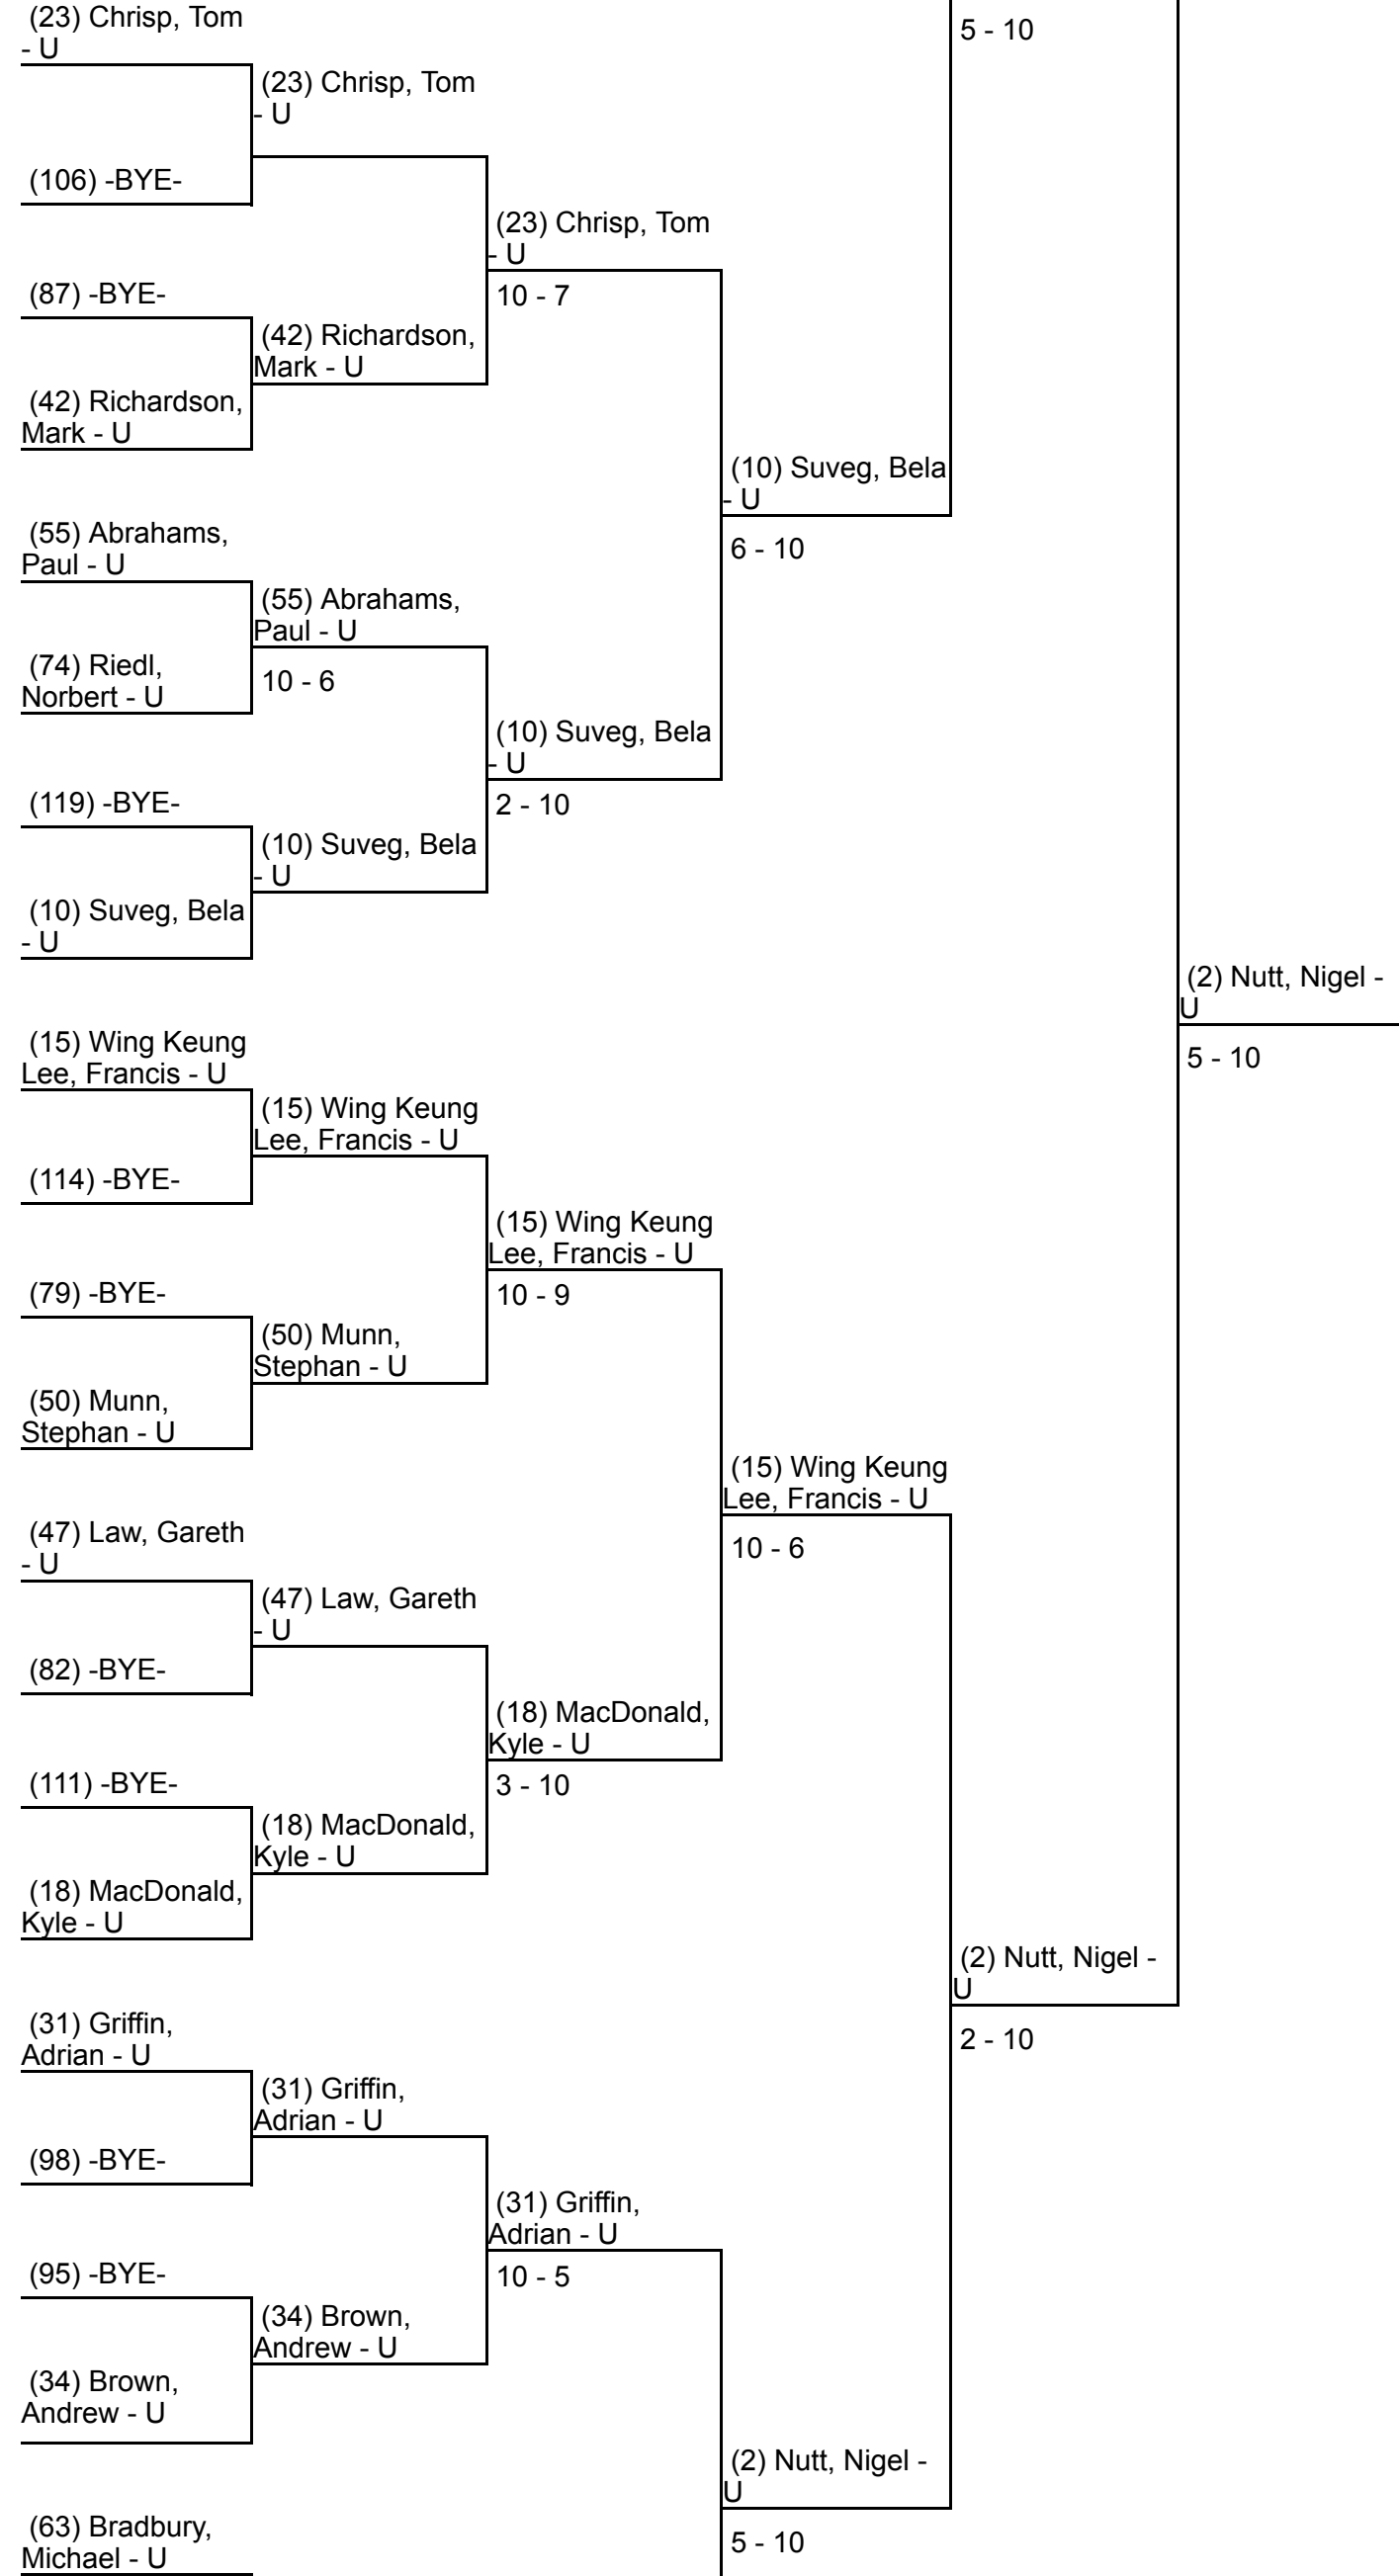 (23) Chrisp, Tom
- U
(106) -BYE-
(87) -BYE-
(42) Richardson,
Mark - U
(55) Abrahams,
Paul - U
(74) Riedl,
Norbert - U
(119) -BYE-
(10) Suveg, Bela
- U
(15) Wing Keung
Lee, Francis - U
(114) -BYE-
(79) -BYE-
(50) Munn,
Stephan - U
(47) Law, Gareth
- U
(82) -BYE-
(111) -BYE-
(18) MacDonald,
Kyle - U
(31) Griffin,
Adrian - U
(98) -BYE-
(95) -BYE-
(34) Brown,
Andrew - U
(63) Bradbury,
Michael - U
(23) Chrisp, Tom
- U
(42) Richardson,
Mark - U
(55) Abrahams,
Paul - U
10 - 6
(10) Suveg, Bela
- U
(15) Wing Keung
Lee, Francis - U
(50) Munn,
Stephan - U
(47) Law, Gareth
- U
(18) MacDonald,
Kyle - U
(31) Griffin,
Adrian - U
(34) Brown,
Andrew - U
(23) Chrisp, Tom
- U
10 - 7
(10) Suveg, Bela
- U
2 - 10
(15) Wing Keung
Lee, Francis - U
10 - 9
(18) MacDonald,
Kyle - U
3 - 10
(31) Griffin,
Adrian - U
10 - 5
(10) Suveg, Bela
- U
6 - 10
(15) Wing Keung
Lee, Francis - U
10 - 6
(2) Nutt, Nigel -
U
5 - 10
5 - 10
(2) Nutt, Nigel -
U
2 - 10
(2) Nutt, Nigel -
U
5 - 10